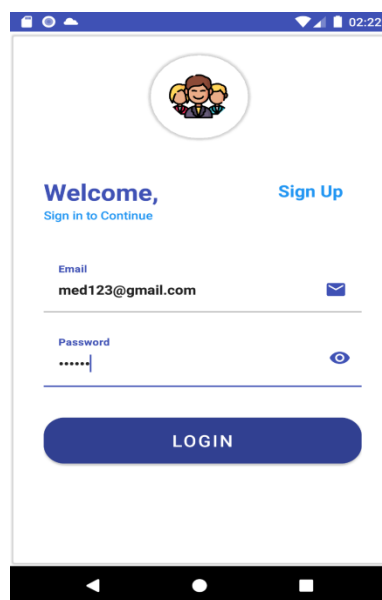 02:22
Welcome,
Sign Up
Sign in to Continue
Email
med123@gmail.com
Password
••••••
LOGIN